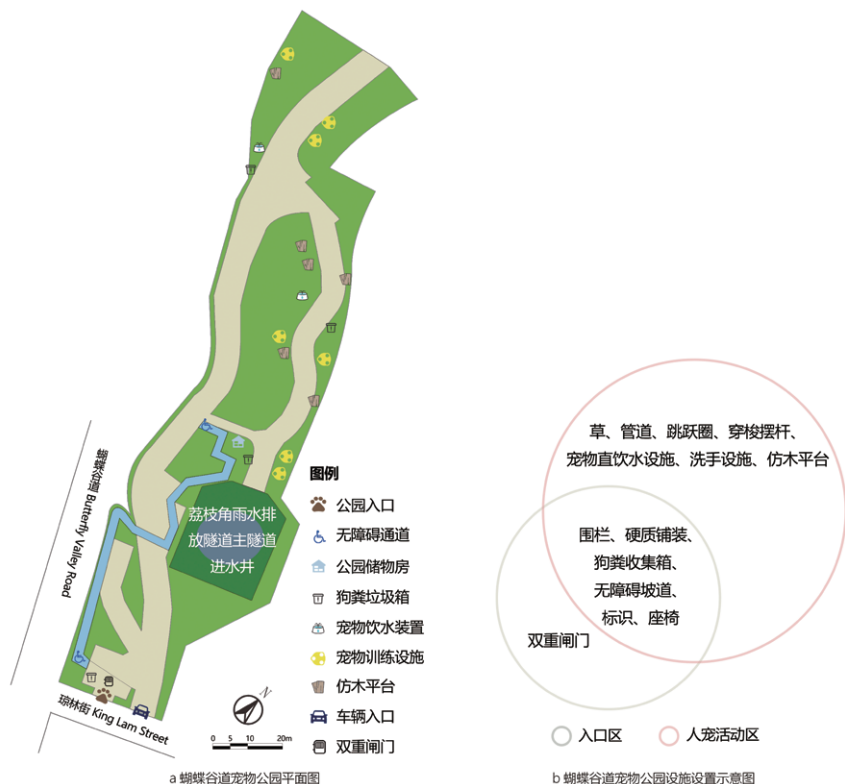 蝴蝶谷道 Butterfly Valley Road
荔枝角雨水排
放隧道主隧道
进水井
琼林街 King Lam Street
图例
公园入口
无障碍通道
公园储物房
狗粪垃圾箱
宠物饮水装置
宠物训练设施
仿木平台
车辆入口
双重闸门
N
0 5 10 20m
a 蝴蝶谷道宠物公园平面图
草、管道、跳跃圈、穿梭摆杆、
宠物直饮水设施、洗手设施、仿木平台
围栏、硬质铺装、
狗粪收集箱、
无障碍坡道、
标识、座椅
双重闸门
入口区
人宠活动区
b 蝴蝶谷道宠物公园设施设置示意图